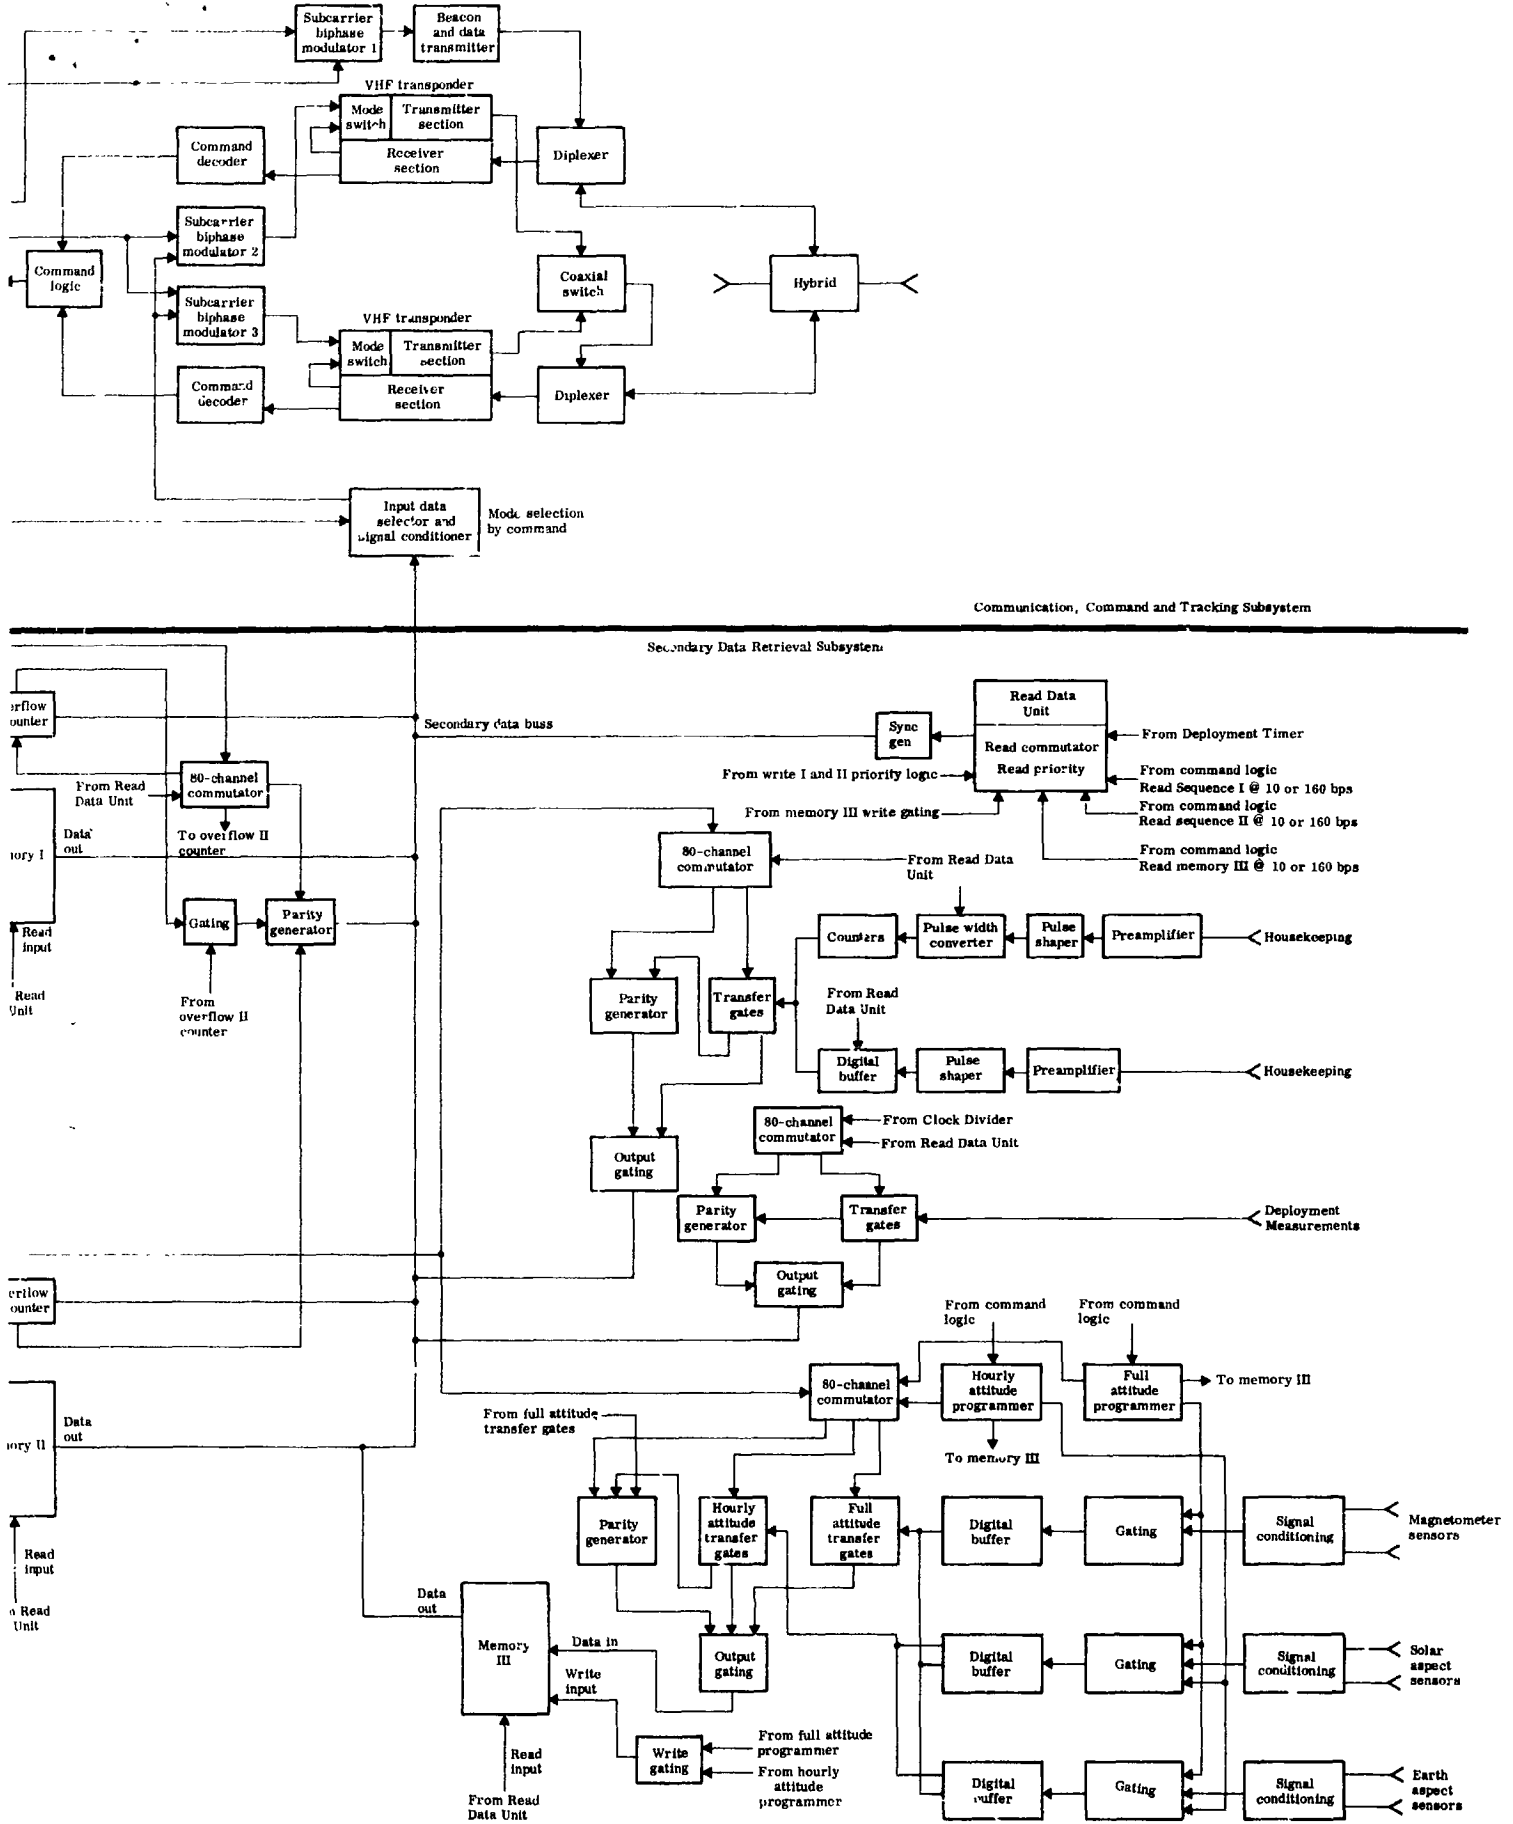 Subcarrier
biphase
modulator 1
Beacon
and data
transmitter
VHF transponder
Mode
switch
Transmitter
section
Receiver
section
Command
decoder
Diplexer
Subcarrier
biphase
modulator 2
Command
logic
Coaxial
switch
Hybrid
Subcarrier
biphase
modulator 3
VHF transponder
Mode
switch
Transmitter
section
Receiver
section
Command
decoder
Diplexer
Input data
selector and
signal conditioner
Mode selection
by command
Communication, Command and Tracking Subsystem
Secondary Data Retrieval Subsystem
erflow
ounter
Secondary data buss
Sync
gen
Read Data
Unit
Read commutator
Read priority
From Deployment Timer
From write I and II priority logic
From command logic
Read Sequence I @ 10 or 160 bps
From memory III write gating
From command logic
Read sequence II @ 10 or 160 bps
From command logic
Read memory III @ 10 or 160 bps
From Read
Data Unit
80-channel
commutator
To overflow II
counter
ory I
Data
out
80-channel
commutator
From Read Data
Unit
Read
input
Read
Unit
Gating
Parity
generator
From
overflow II
counter
Counters
Pulse width
converter
Pulse
shaper
Preamplifier
Housekeeping
Parity
generator
Transfer
gates
From Read
Data Unit
Digital
buffer
Pulse
shaper
Preamplifier
Housekeeping
80-channel
commutator
From Clock Divider
From Read Data Unit
Output
gating
Parity
generator
Transfer
gates
Deployment
Measurements
Output
gating
erflow
ounter
From command
logic
From command
logic
80-channel
commutator
Hourly
attitude
programmer
Full
attitude
programmer
To memory III
From full attitude
transfer gates
To memory III
ory II
Data
out
Read
input
Read
Unit
Parity
generator
Hourly
attitude
transfer
gates
Full
attitude
transfer
gates
Digital
buffer
Gating
Signal
conditioning
Magnetometer
sensors
Data
out
Memory
III
Data in
Write
input
Output
gating
Digital
buffer
Gating
Signal
conditioning
Solar
aspect
sensors
Read
input
From Read
Data Unit
Write
gating
From full attitude
programmer
From hourly
attitude
programmer
Digital
buffer
Gating
Signal
conditioning
Earth
aspect
sensors